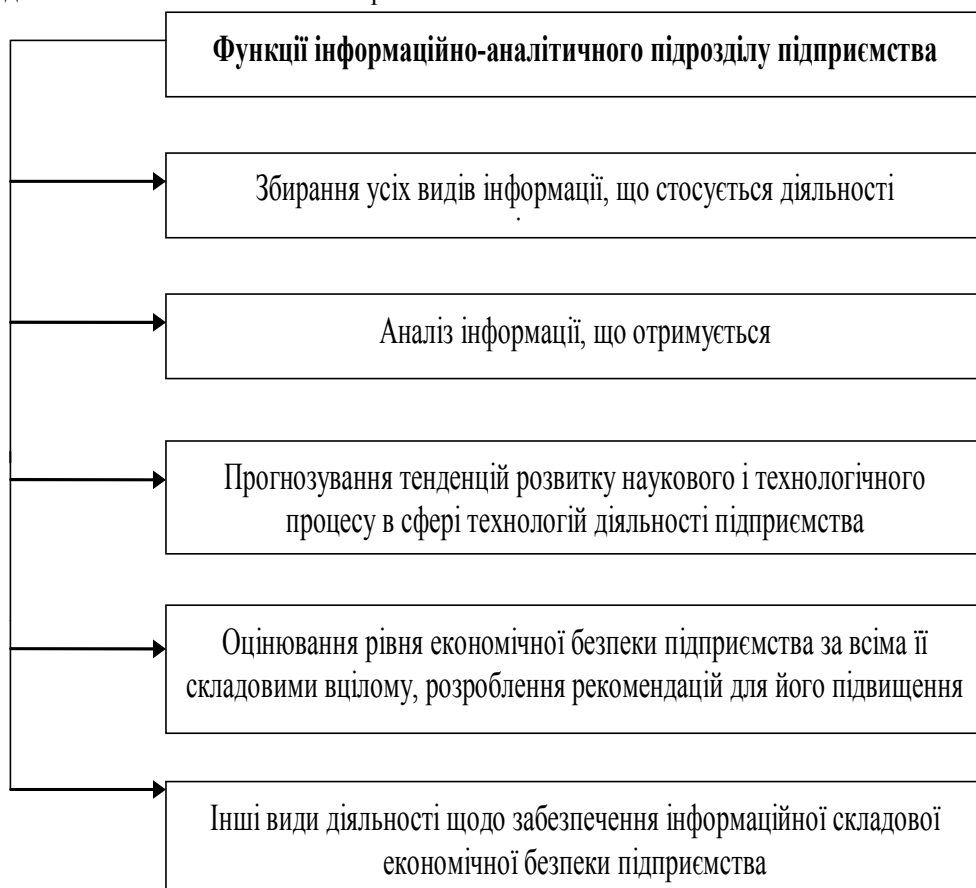 Функції інформаційно-аналітичного підрозділу підприємства
Збирання усіх видів інформації, що стосується діяльності
Аналіз інформації, що отримується
Прогнозування тенденцій розвитку наукового і технологічного
процесу в сфері технологій діяльності підприємства
Оцінювання рівня економічної безпеки підприємства за всіма її
складовими вцілому, розроблення рекомендацій для його підвищення
Інші види діяльності щодо забезпечення інформаційної складової
економічної безпеки підприємства